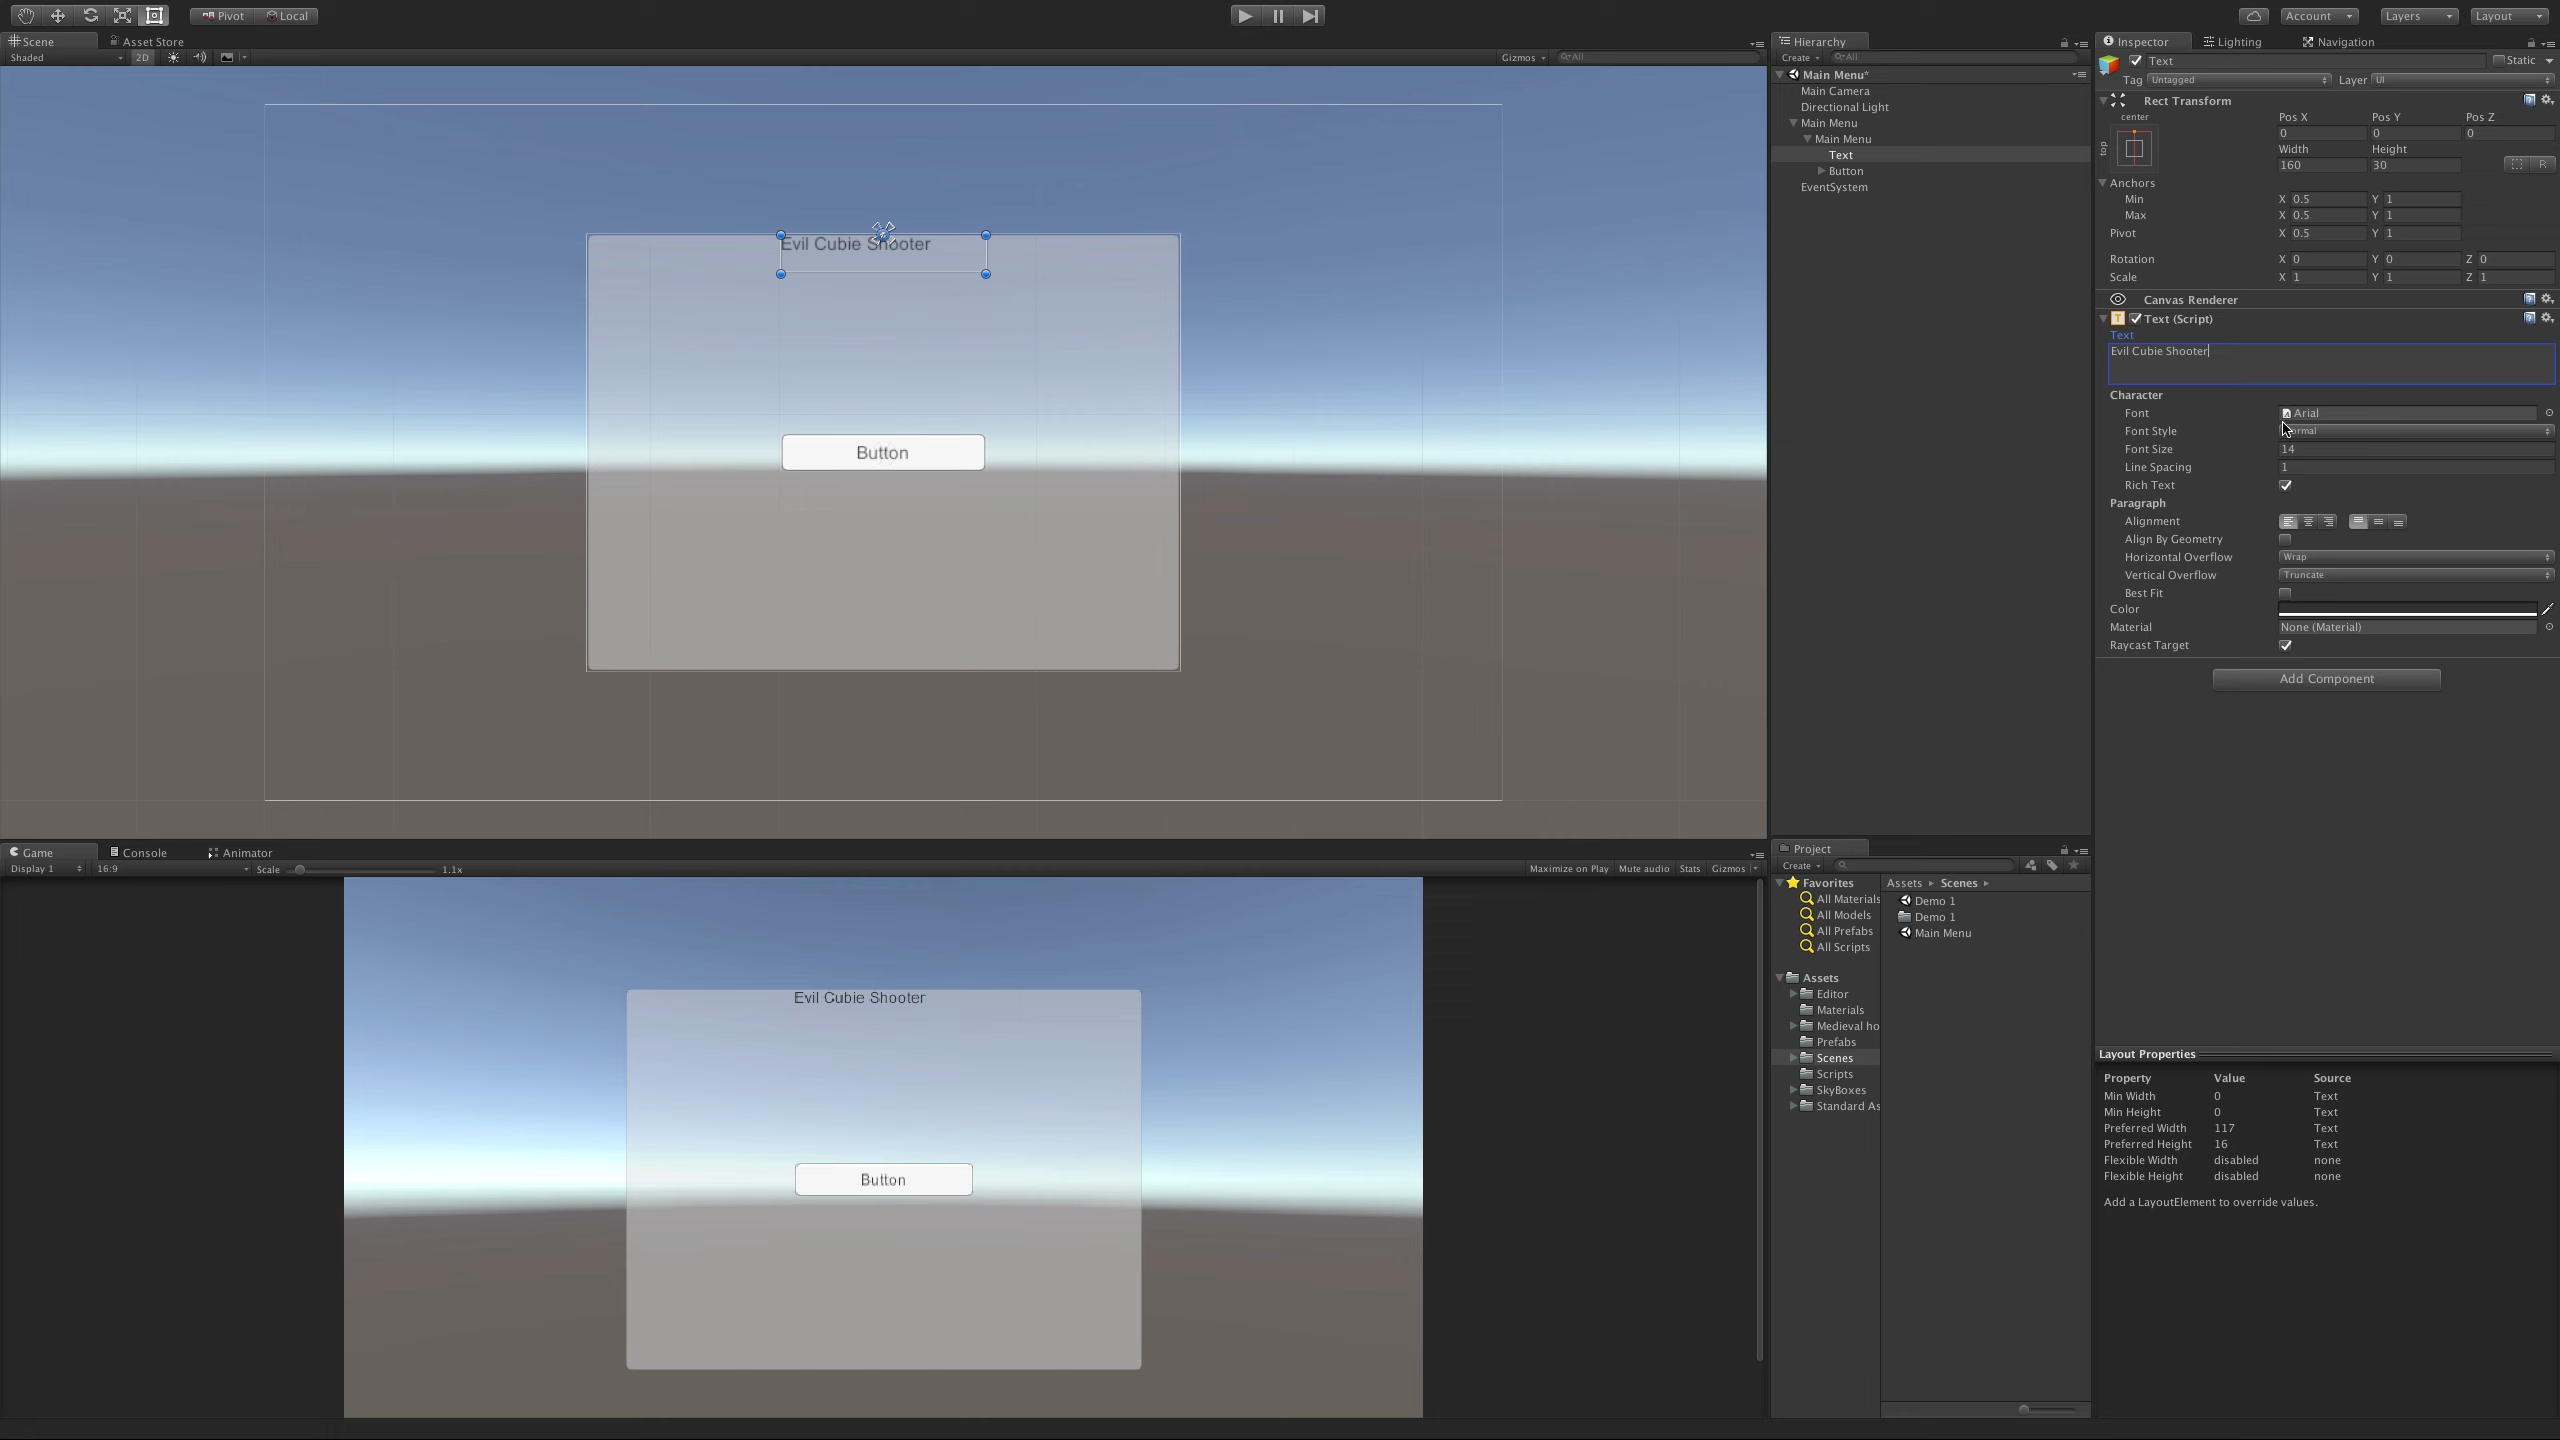 Pivot
Local
Account
Layers
Layout
Scene
Asset Store
Shaded
2D
Gizmos
All
Evil Cubie Shooter
Button
Game
Console
Animator
Display 1
16:9
Scale
1.1x
Maximize on Play
Mute audio
Stats
Gizmos
Evil Cubie Shooter
Button
Hierarchy
Create
All
Main Menu*
Main Camera
Directional Light
Main Menu
Main Menu
Text
Button
EventSystem
Project
Create
Favorites
All Materials
All Models
All Prefabs
All Scripts
Assets
Editor
Materials
Medieval ho
Prefabs
Scenes
Scripts
SkyBoxes
Standard As
Assets Scenes
Demo 1
Demo 1
Main Menu
Inspector
Lighting
Navigation
Text
Static
Tag Untagged Layer UI
Rect Transform
center
top
Pos X Pos Y Pos Z
0 0 0
Width Height
160 30
R
Anchors
Min X 0.5 Y 1
Max X 0.5 Y 1
Pivot X 0.5 Y 1
Rotation X 0 Y 0 Z 0
Scale X 1 Y 1 Z 1
Canvas Renderer
T Text (Script)
Text
Evil Cubie Shooter
Character
Font Arial
Font Style
Font Size 14
Line Spacing 1
Rich Text
Paragraph
Alignment
Align By Geometry
Horizontal Overflow Wrap
Vertical Overflow Truncate
Best Fit
Color
Material None (Material)
Raycast Target
Add Component
Layout Properties
Property Value Source
Min Width 0 Text
Min Height 0 Text
Preferred Width 117 Text
Preferred Height 16 Text
Flexible Width disabled none
Flexible Height disabled none
Add a LayoutElement to override values.